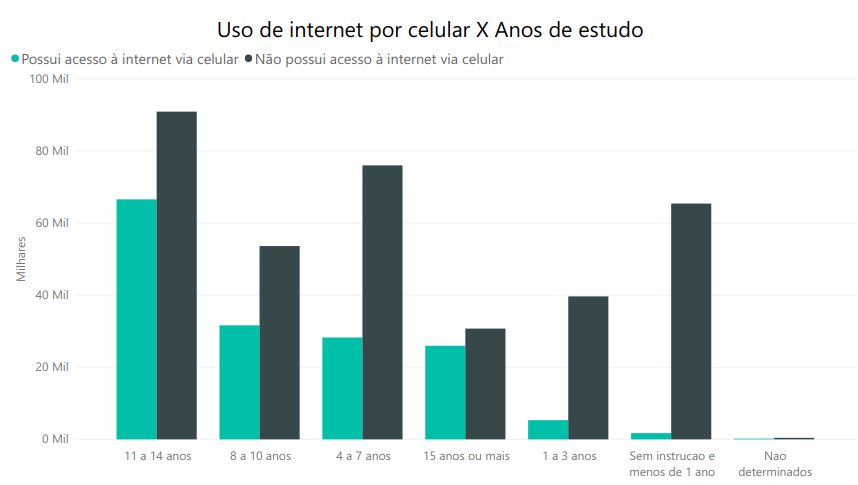 Uso de internet por celular X Anos de estudo
Possui acesso à internet via celular Não possui acesso à internet via celular
100 Mil
80 Mil
60 Mil
40 Mil
20 Mil
0 Mil
Milhares
11 a 14 anos
8 a 10 anos
4 a 7 anos
15 anos ou mais
1 a 3 anos
Sem instrucao e
menos de 1 ano
Nao
determinados